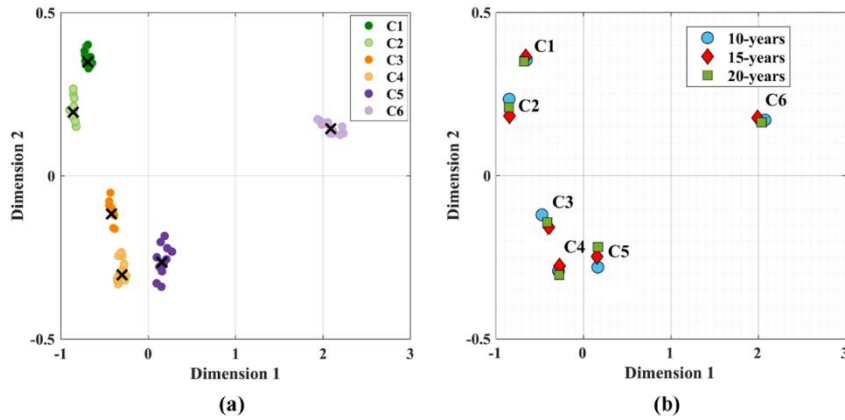 0.5
0
-0.5
-1
0
1
2
3
Dimension 2
Dimension 1
C1
C2
C3
C4
C5
C6
(a)
0.5
0
-0.5
-1
0
1
2
3
Dimension 2
Dimension 1
10-years
15-years
20-years
C1
C2
C3
C4
C5
C6
(b)